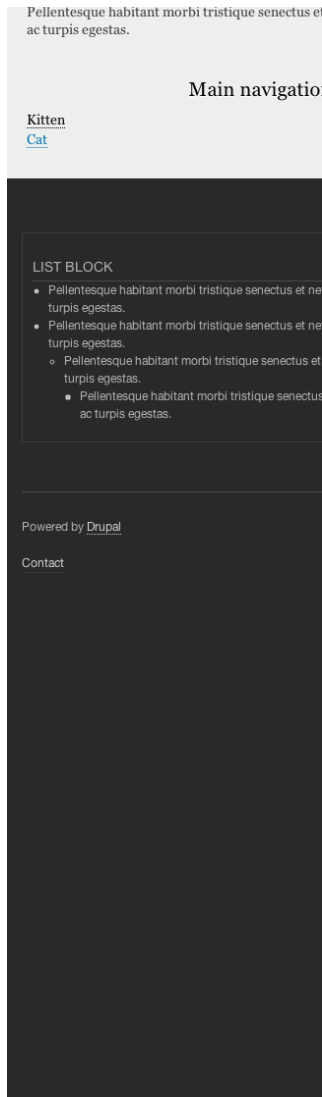 Pellentesque habitant morbi tristique senectus et
ac turpis egestas.
Main navigation
Kitten
Cat
LIST BLOCK
Pellentesque habitant morbi tristique senectus et ne
turpis egestas.
Pellentesque habitant morbi tristique senectus et ne
turpis egestas.
Pellentesque habitant morbi tristique senectus et
turpis egestas.
Pellentesque habitant morbi tristique senectus
ac turpis egestas.
Powered by Drupal
Contact